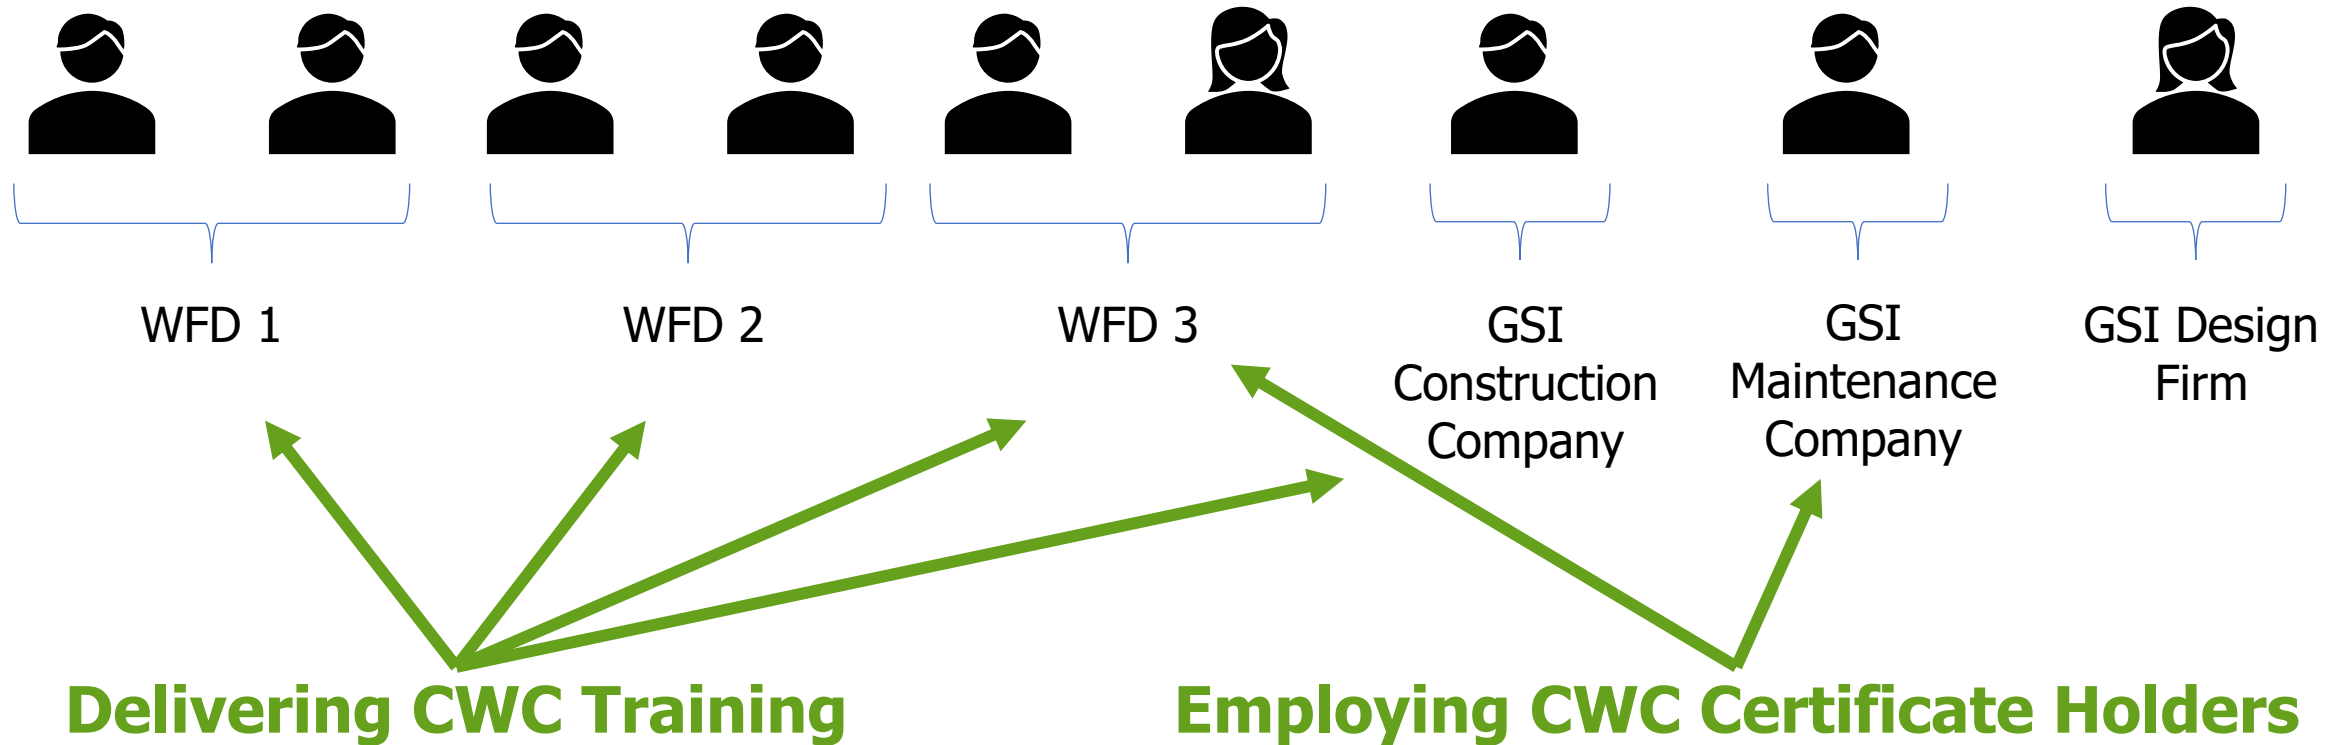 WFD 1
WFD 2
WFD 3
GSI
Construction
Company
GSI
Maintenance
Company
GSI Design
Firm
Delivering CWC Training
Employing CWC Certificate Holders